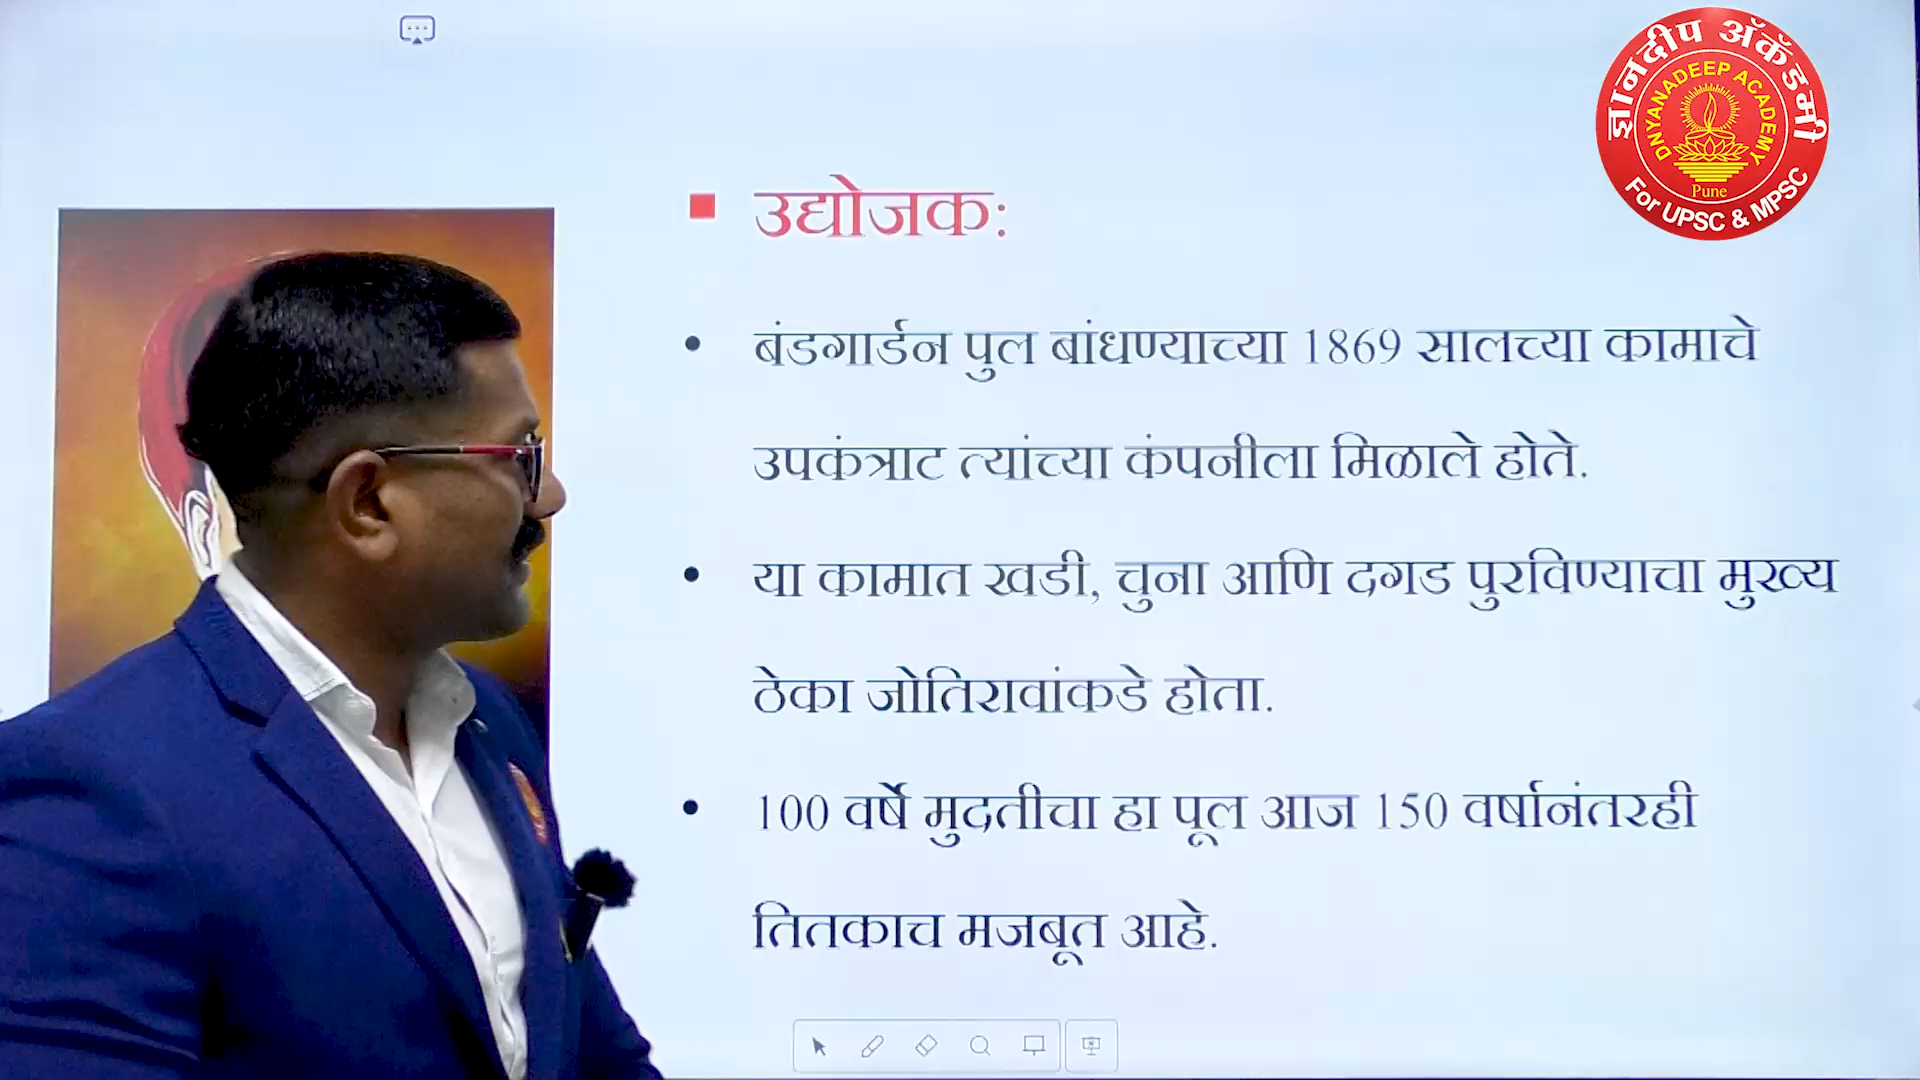 ज्ञानदीप अ‍ॅकॅडमी
DNYANADEEP ACADEMY
Pune
For UPSC & MPSC
उद्योजक:
बंडगार्डन पुल बांधण्याच्या 1869 सालच्या कामाचे
उपकंत्राट त्यांच्या कंपनीला मिळाले होते.
या कामात खडी, चुना आणि दगड पुरविण्याचा मुख्य
ठेका जोतिरावांकडे होता.
100 वर्षे मुदतीचा हा पूल आज 150 वर्षानंतरही
तितकाच मजबूत आहे.